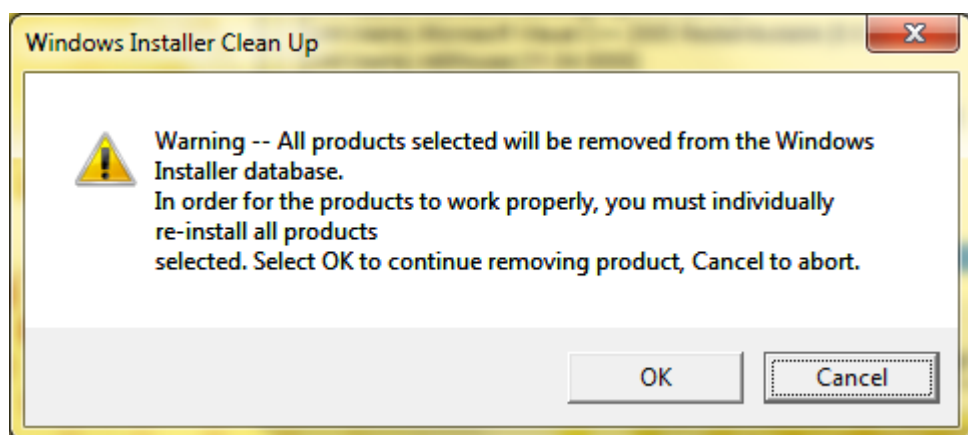 Windows Installer Clean Up
Warning -- All products selected will be removed from the Windows
Installer database.
In order for the products to work properly, you must individually
re-install all products
selected. Select OK to continue removing product, Cancel to abort.
OK
Cancel